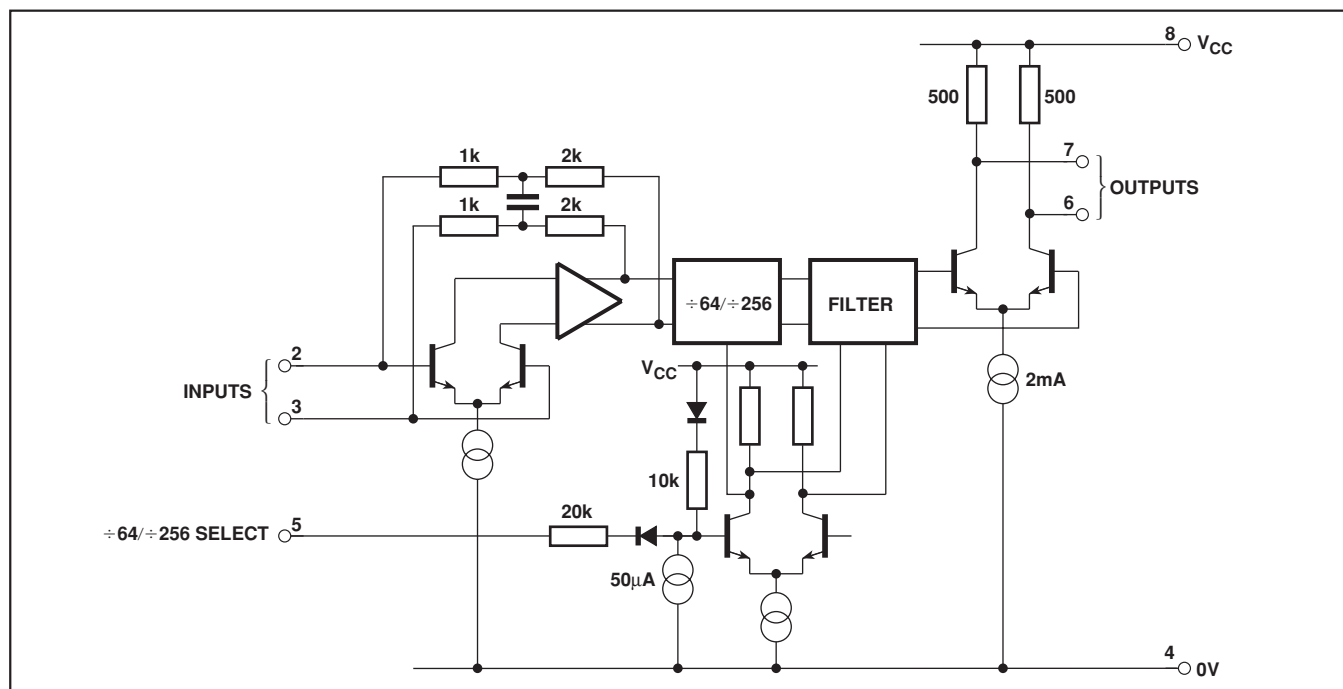 8
VCC
500
500
7
OUTPUTS
6
1k
2k
1k
2k
÷64/÷256
FILTER
VCC
2mA
INPUTS
2
3
10k
÷64/÷256 SELECT
5
20k
50μA
4
0V